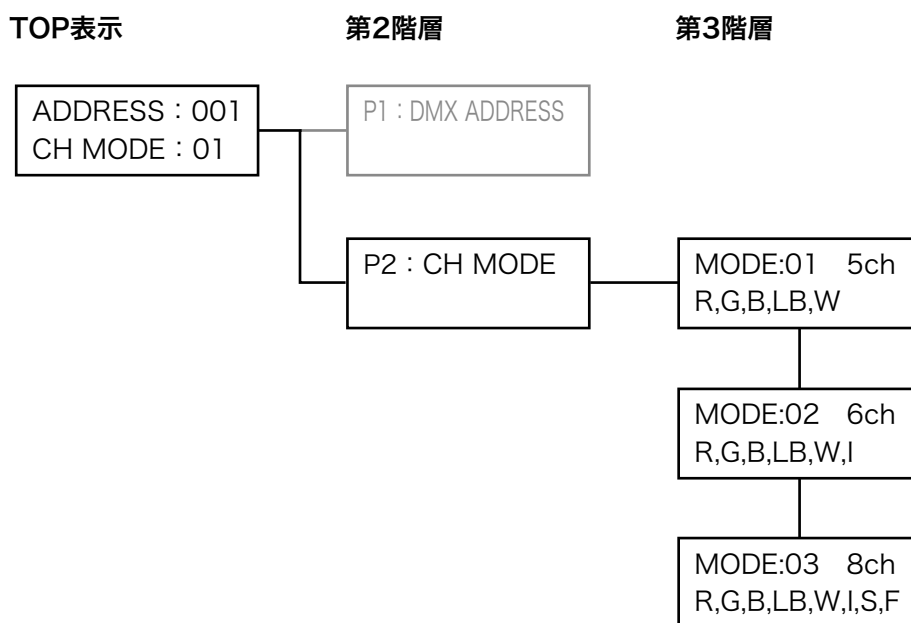 TOP表示
第2階層
第3階層
ADDRESS：001
CH MODE：01
P1：DMX ADDRESS
P2：CH MODE
MODE:01　5ch
R,G,B,LB,W
MODE:02　6ch
R,G,B,LB,W,I
MODE:03　8ch
R,G,B,LB,W,I,S,F